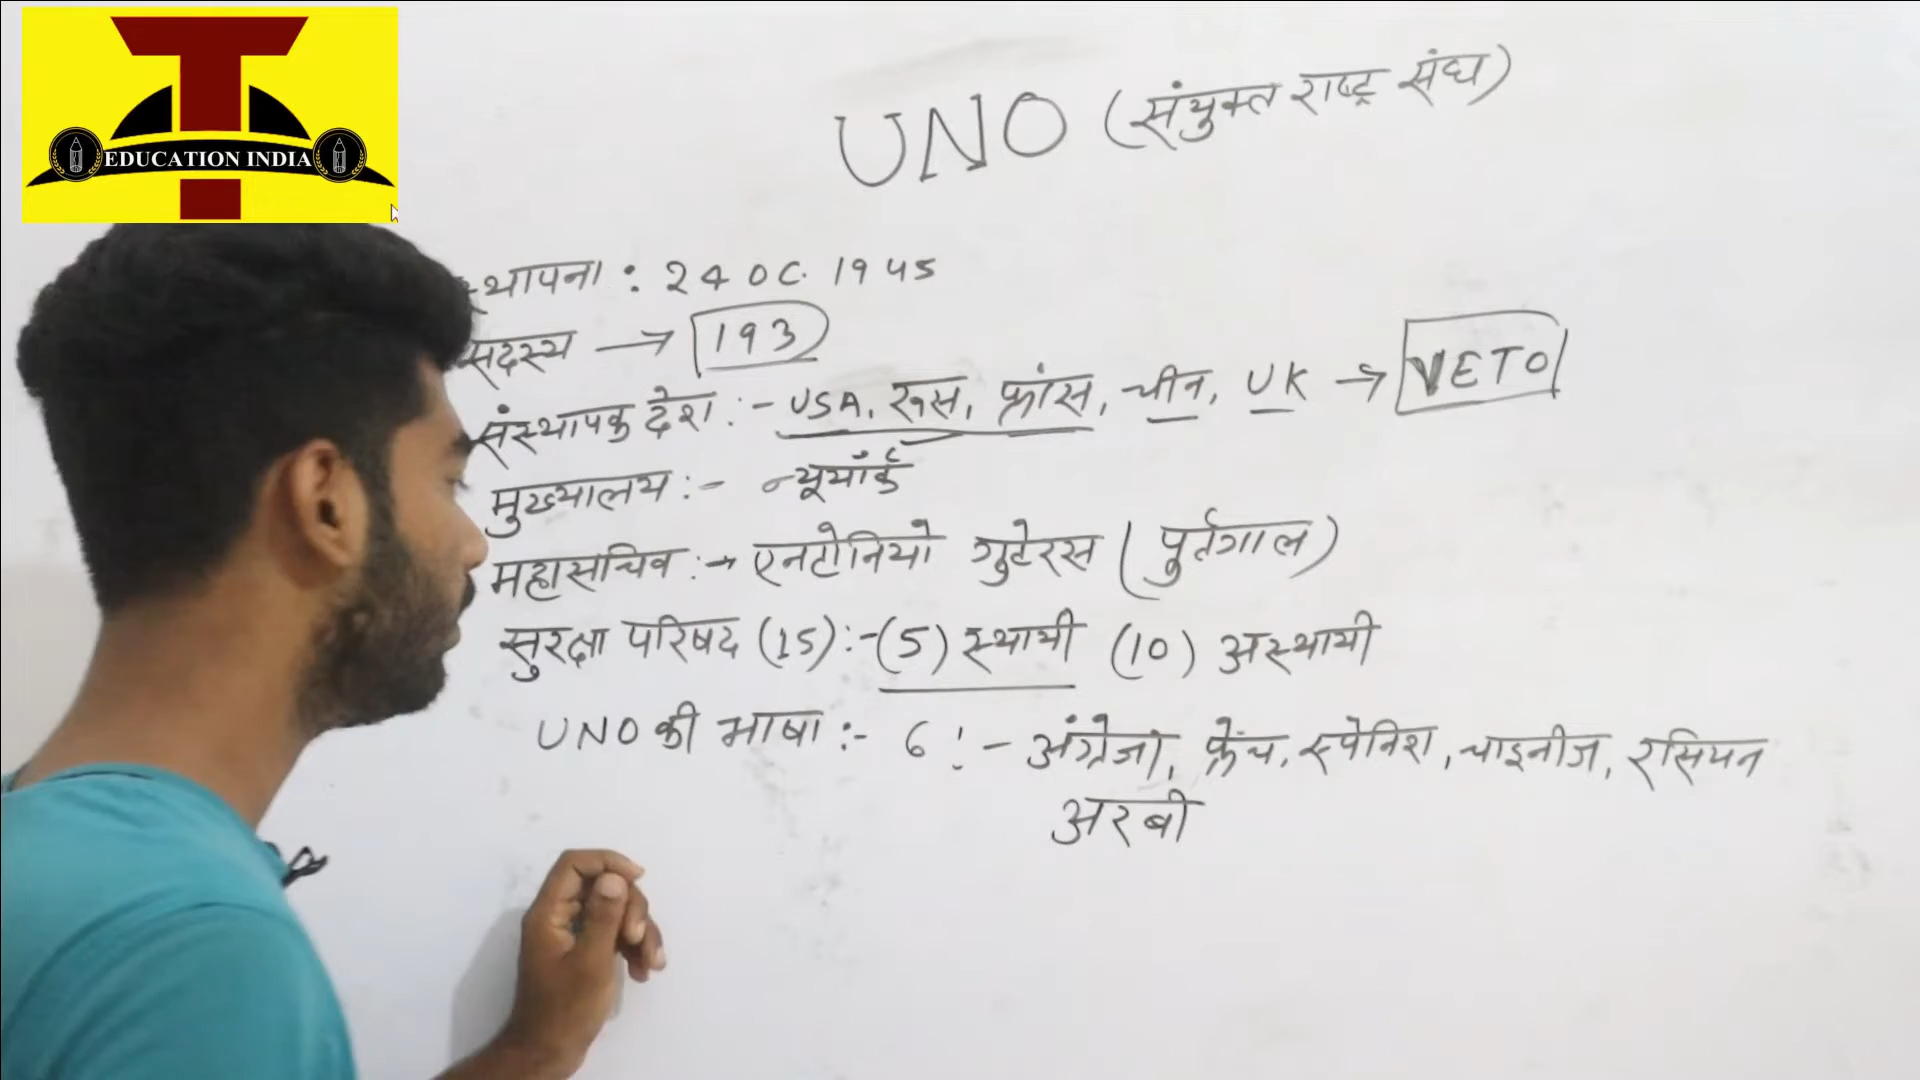 EDUCATION INDIA
UNO (संयुक्त राष्ट्र संघ)
स्थापना : 24 OC. 1945
सदस्य → 193
संस्थापक देश :- USA, रूस, फ्रांस, चीन, UK → VETO
मुख्यालय :- न्यूयॉर्क
महासचिव :→ एनटोनियो गुटेरस (पुर्तगाल)
सुरक्षा परिषद (15) :- (5) स्थायी (10) अस्थायी
UNO की भाषा :- 6 :- अंग्रेजी, फ्रेंच, स्पेनिश, चाइनीज, रसियन
अरबी